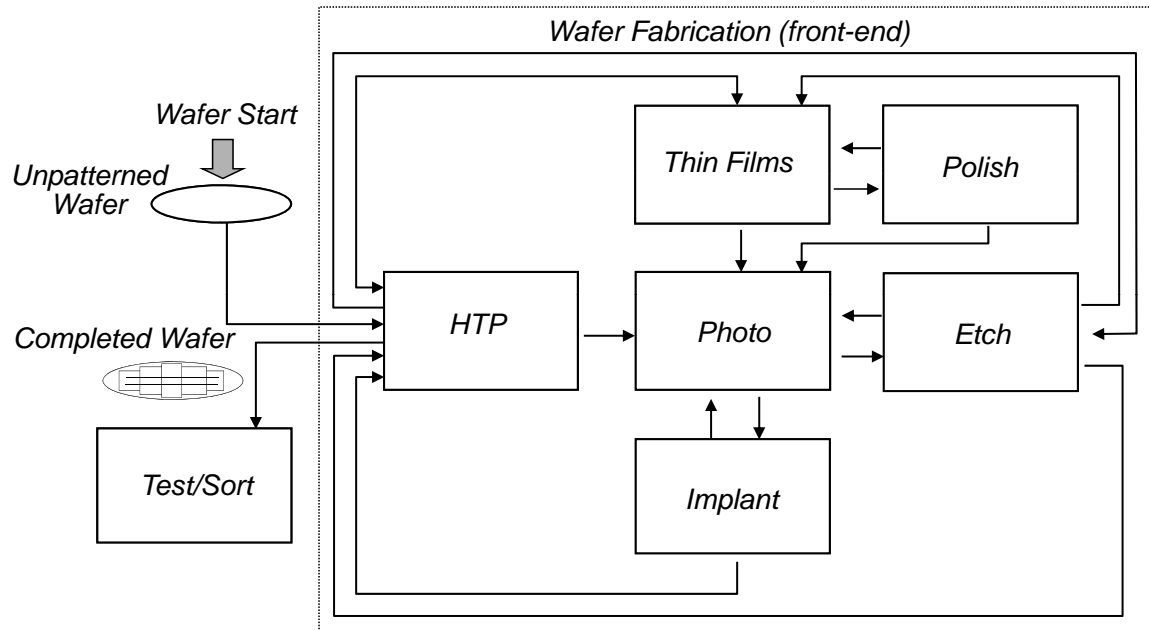 Wafer Fabrication (front-end)
Wafer Start
Unpatterned
Wafer
Thin Films
Polish
HTP
Photo
Etch
Completed Wafer
Test/Sort
Implant